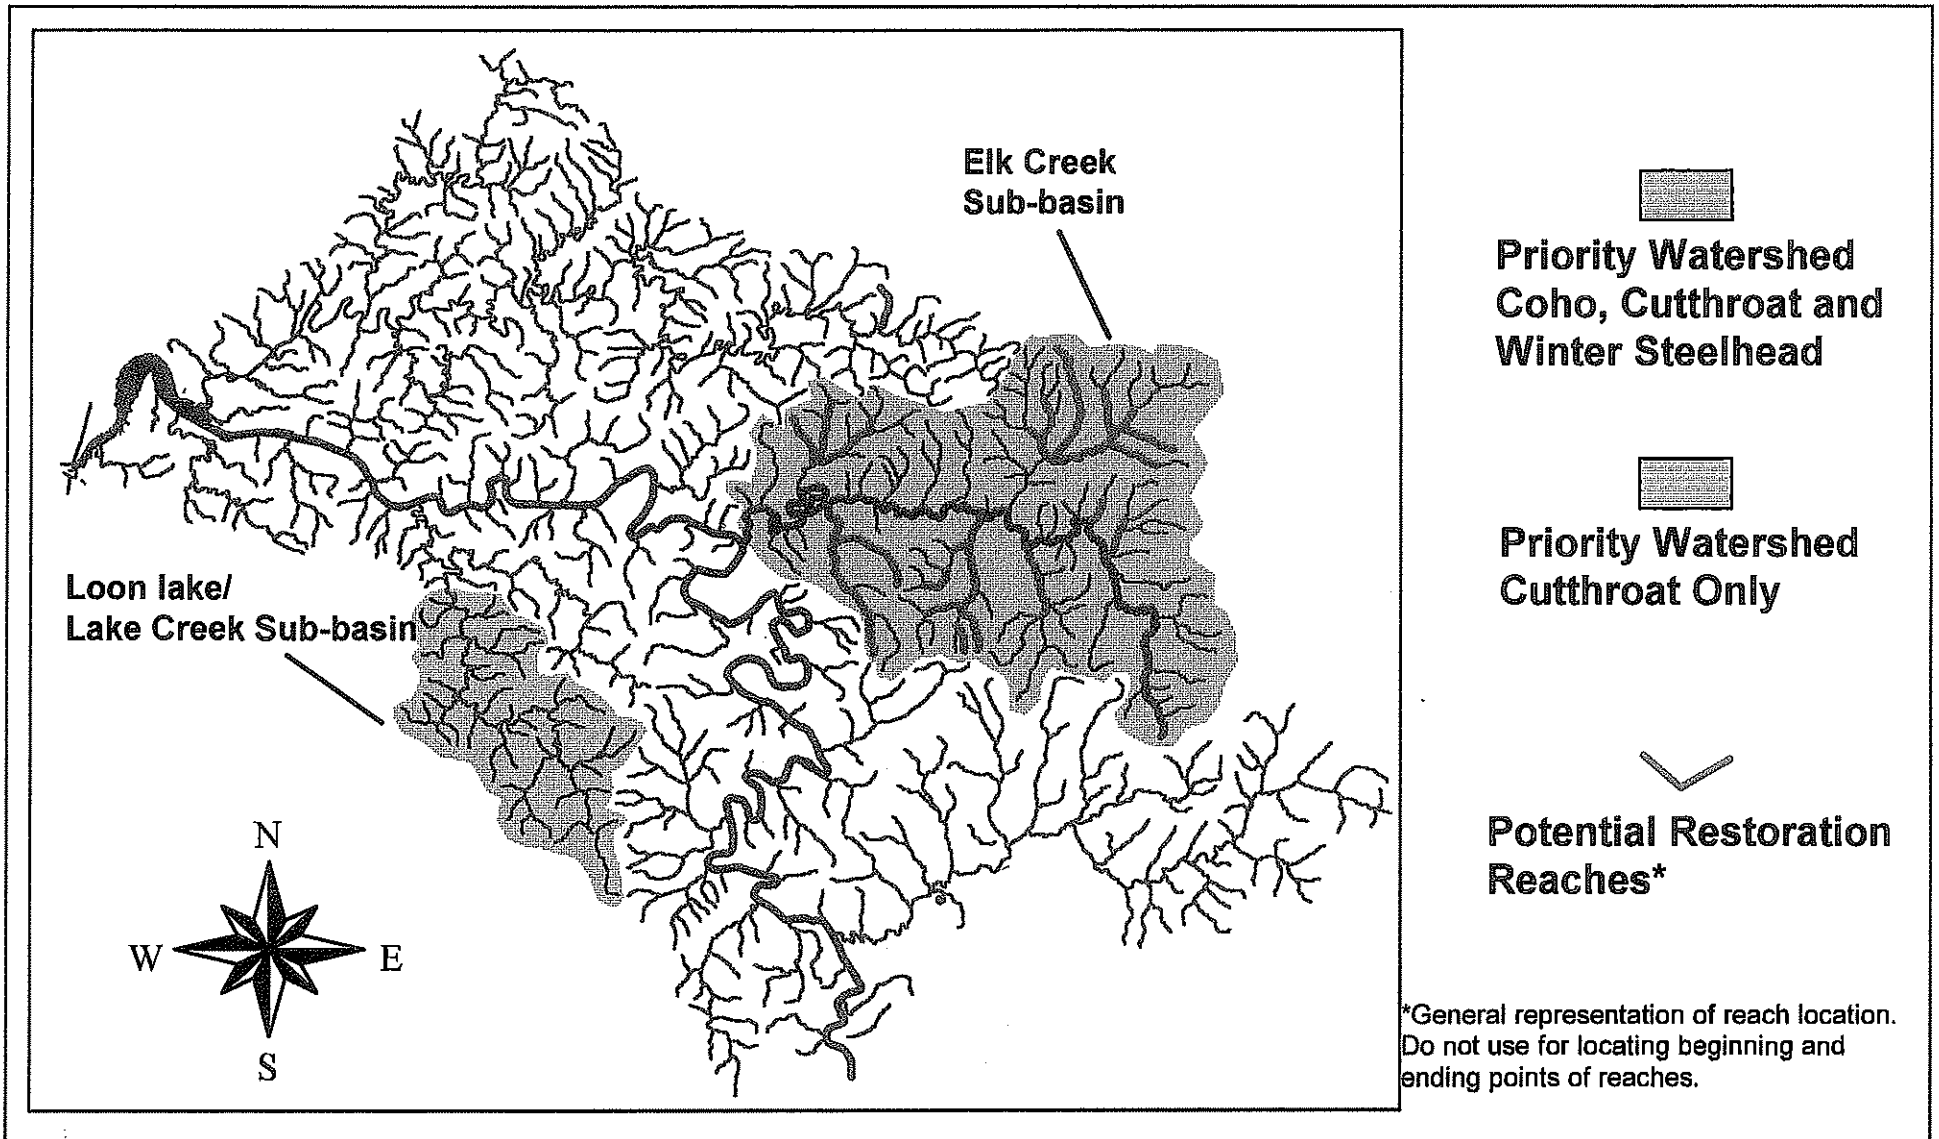 Elk Creek
Sub-basin
Loon lake/
Lake Creek Sub-basin
N
W
E
S
Priority Watershed
Coho, Cutthroat and
Winter Steelhead
Priority Watershed
Cutthroat Only
Potential Restoration
Reaches*
*General representation of reach location.
Do not use for locating beginning and
ending points of reaches.